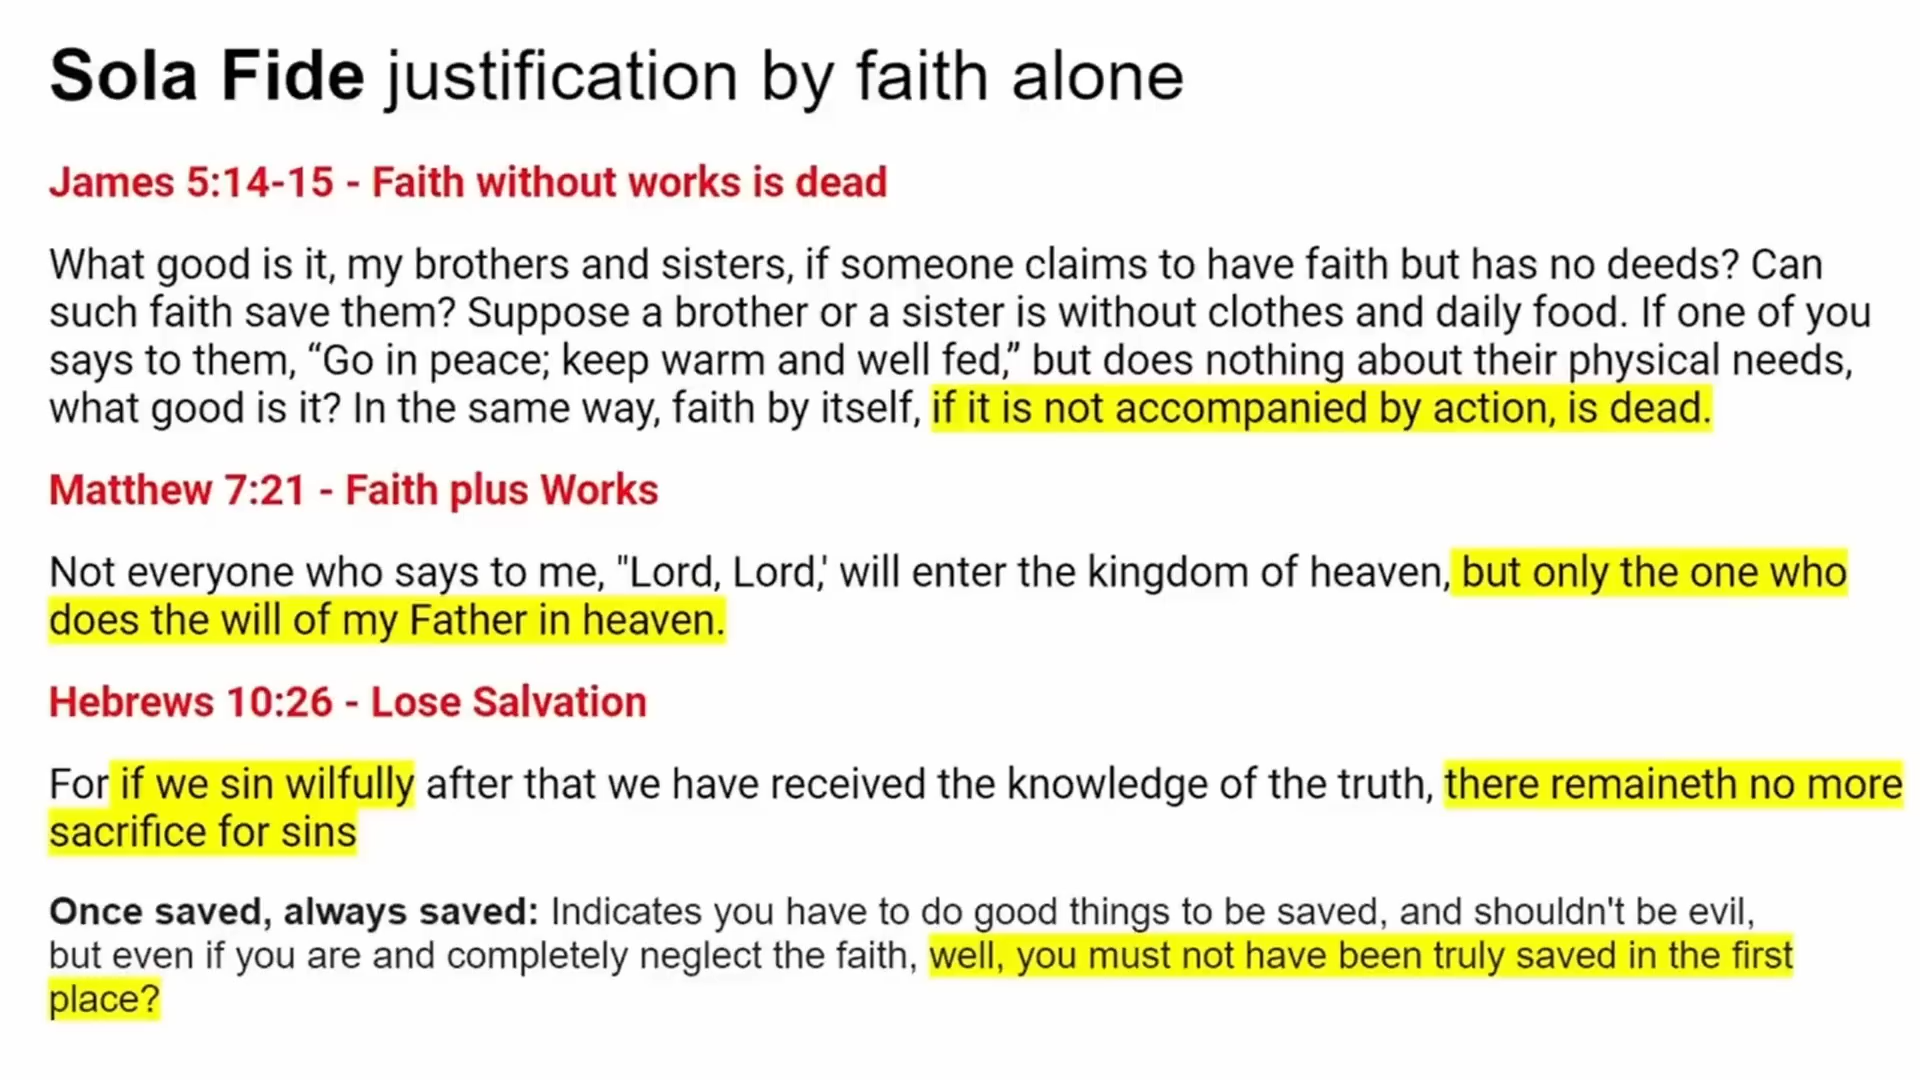 Sola Fide justification by faith alone
James 5:14-15 - Faith without works is dead
What good is it, my brothers and sisters, if someone claims to have faith but has no deeds? Can
such faith save them? Suppose a brother or a sister is without clothes and daily food. If one of you
says to them, “Go in peace; keep warm and well fed,” but does nothing about their physical needs,
what good is it? In the same way, faith by itself, if it is not accompanied by action, is dead.
Matthew 7:21 - Faith plus Works
Not everyone who says to me, "Lord, Lord,' will enter the kingdom of heaven, but only the one who
does the will of my Father in heaven.
Hebrews 10:26 - Lose Salvation
For if we sin wilfully after that we have received the knowledge of the truth, there remaineth no more
sacrifice for sins
Once saved, always saved: Indicates you have to do good things to be saved, and shouldn't be evil,
but even if you are and completely neglect the faith, well, you must not have been truly saved in the first
place?